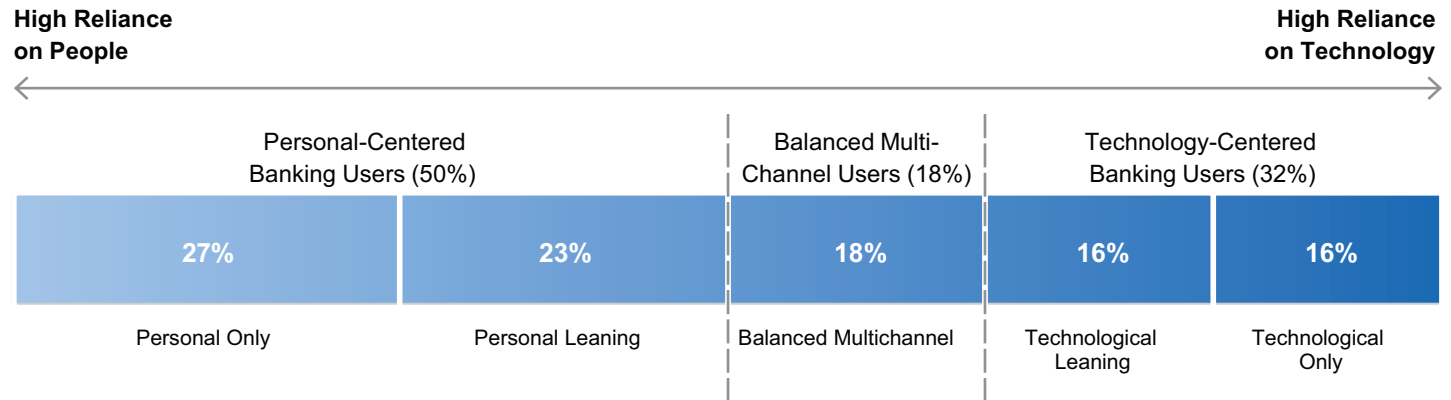 High Reliance
on People
High Reliance
on Technology
Personal-Centered
Banking Users (50%)
Balanced Multi-
Channel Users (18%)
Technology-Centered
Banking Users (32%)
27%
23%
18%
16%
16%
Personal Only
Personal Leaning
Balanced Multichannel
Technological
Leaning
Technological
Only